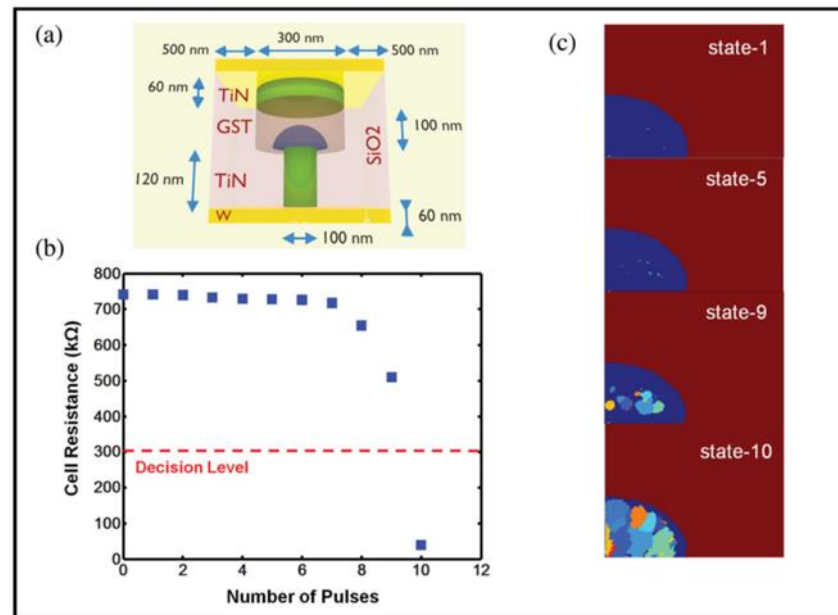 (a)
500 nm 300 nm 500 nm
60 nm
TiN
GST
100 nm
SiO2
120 nm
TiN
W
60 nm
100 nm
(b)
800
700
600
500
400
300
200
100
0
Cell Resistance (kΩ)
Decision Level
0 2 4 6 8 10 12
Number of Pulses
(c)
state-1
state-5
state-9
state-10